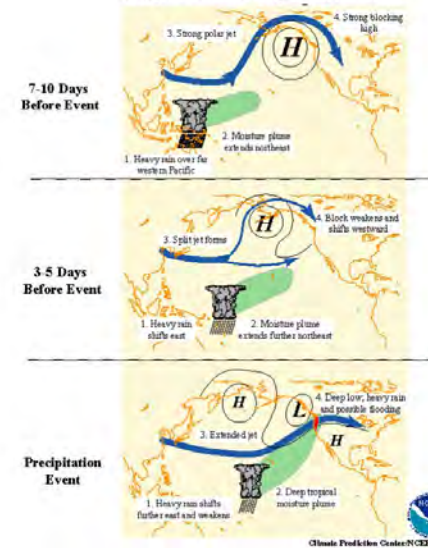 7-10 Days
Before Event
3. Strong polar jet
4. Strong blocking
high
H
2. Moisture plume
extends northeast
1. Heavy rain over far
western Pacific
3-5 Days
Before Event
3. Split jet forms
H
4. Block weakens and
shifts westward
1. Heavy rain
shifts east
2. Moisture plume
extends further northeast
Precipitation
Event
H
L
4. Deep low, heavy rain
and possible flooding
3. Extended jet
H
1. Heavy rain shifts
further east and weakens
2. Deep tropical
moisture plume
Climate Prediction Center/NCEP